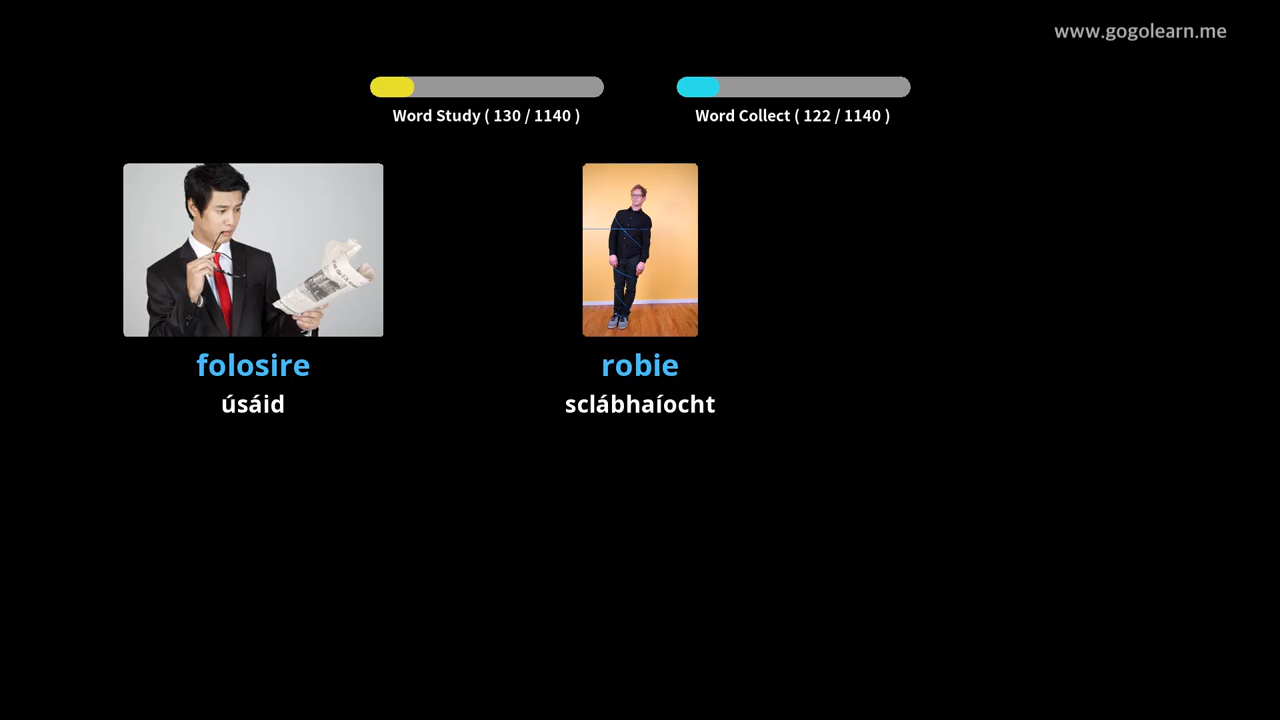 www.gogolearn.me
Word Study ( 130 / 1140 )
Word Collect ( 122 / 1140 )
folosire
úsáid
robie
sclábhaíocht